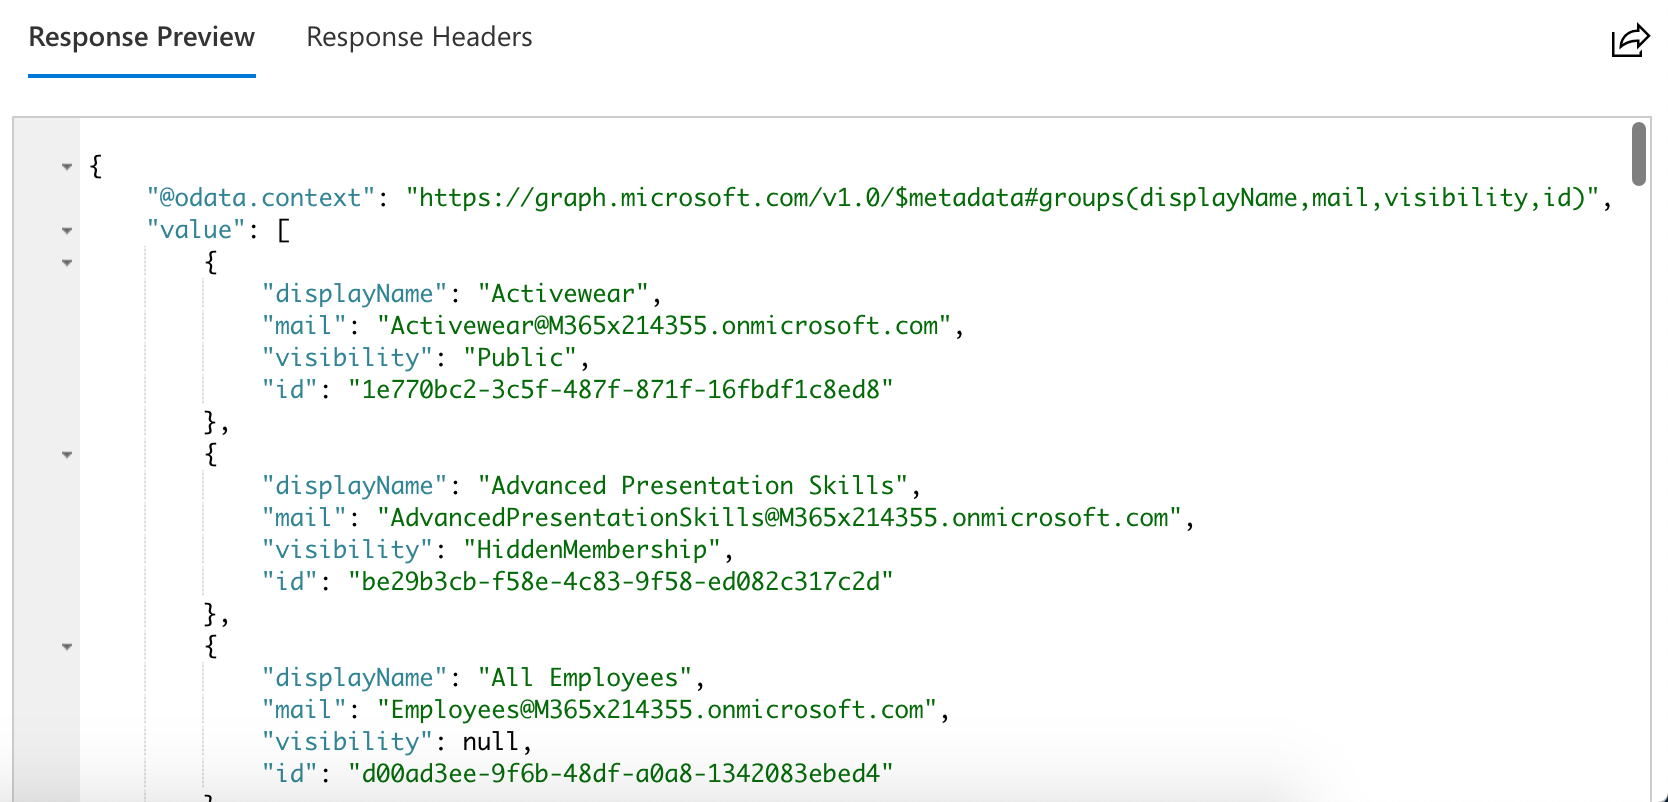 Response Preview Response Headers
{
"@odata.context": "https://graph.microsoft.com/v1.0/$metadata#groups(displayName,mail,visibility,id)",
"value": [
{
"displayName": "Activewear",
"mail": "Activewear@M365x214355.onmicrosoft.com",
"visibility": "Public",
"id": "1e770bc2-3c5f-487f-871f-16fbdf1c8ed8"
},
{
"displayName": "Advanced Presentation Skills",
"mail": "AdvancedPresentationSkills@M365x214355.onmicrosoft.com",
"visibility": "HiddenMembership",
"id": "be29b3cb-f58e-4c83-9f58-ed082c317c2d"
},
{
"displayName": "All Employees",
"mail": "Employees@M365x214355.onmicrosoft.com",
"visibility": null,
"id": "d00ad3ee-9f6b-48df-a0a8-1342083ebed4"